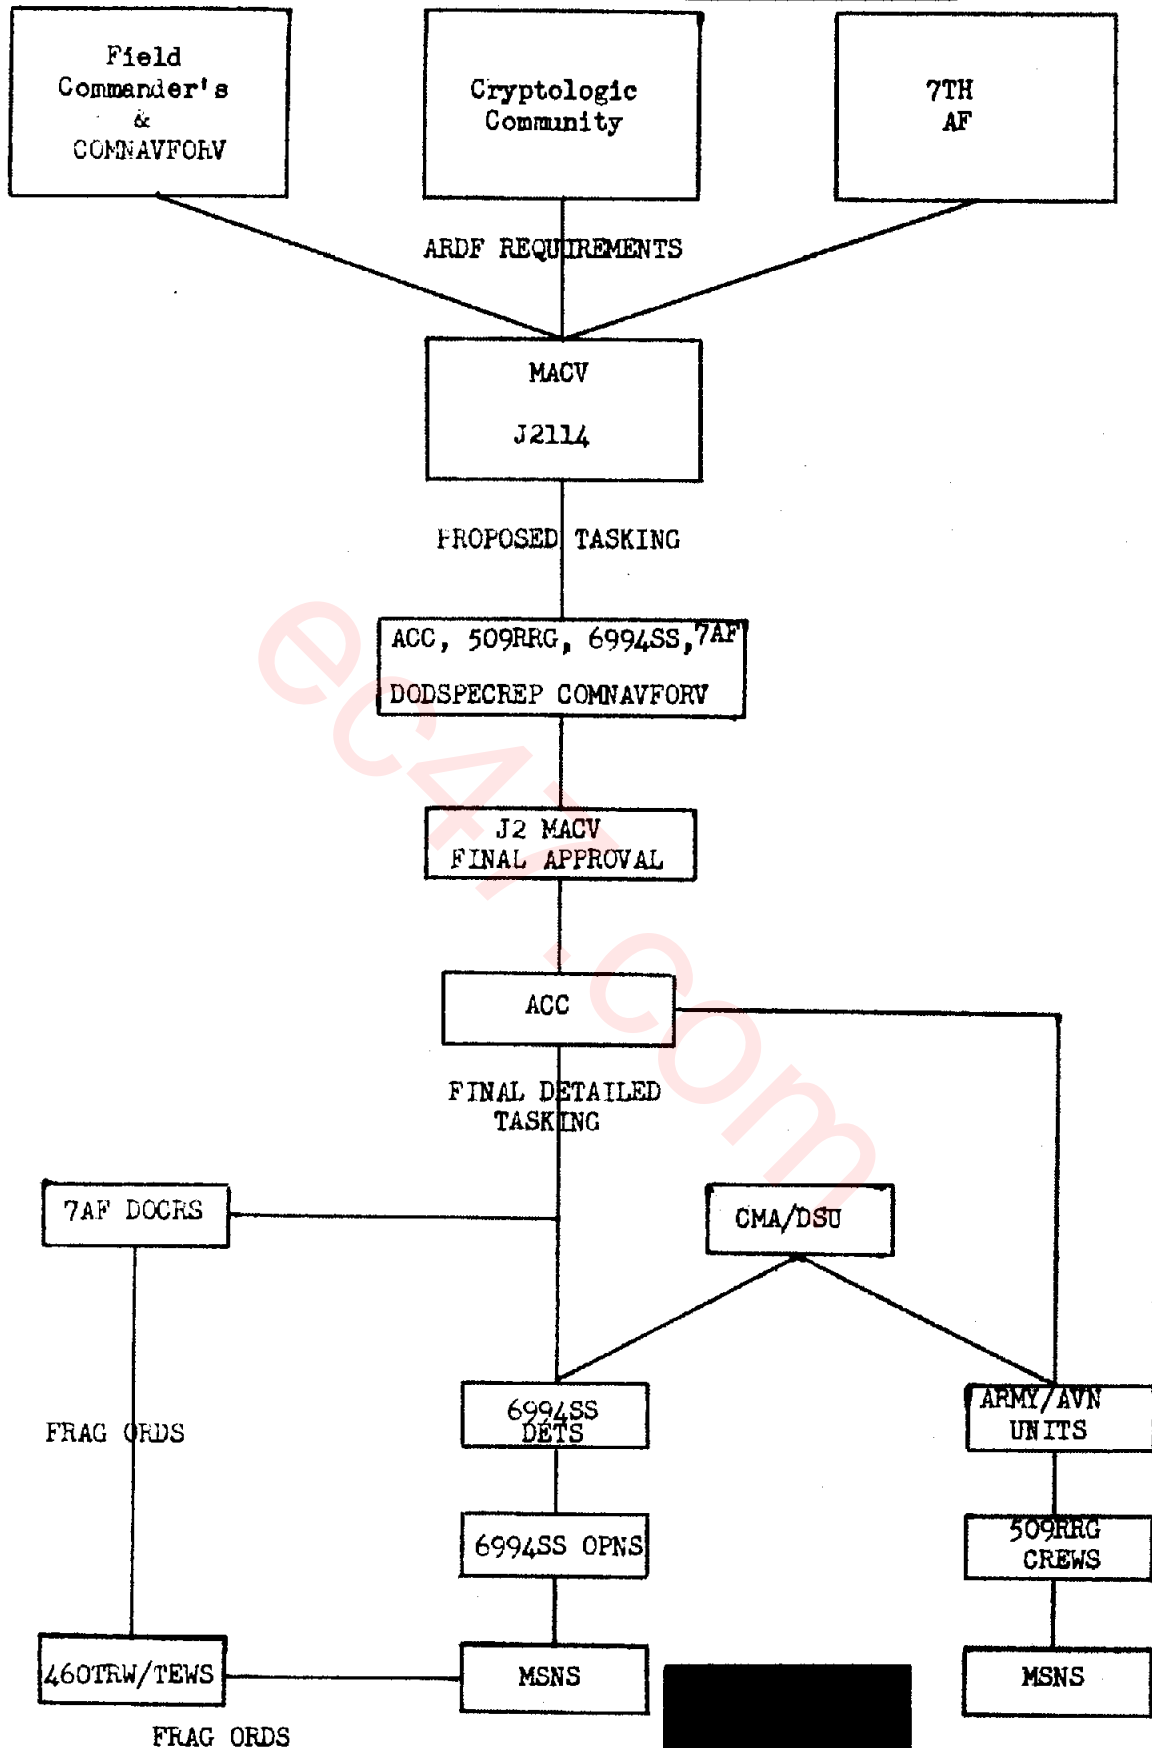 Field
Commander's
&
COMNAVFORV
Cryptologic
Community
7TH
AF
ARDF REQUIREMENTS
MACV
J2114
PROPOSED TASKING
ACC, 509RRG, 6994SS, 7AF
DODSPECREP COMNAVFORV
J2 MACV
FINAL APPROVAL
ACC
FINAL DETAILED
TASKING
7AF DOCRS
CMA/DSU
FRAG ORDS
6994SS
DETS
ARMY/AVN
UNITS
6994SS OPNS
509RRG
CREWS
460TRW/TEWS
MSNS
MSNS
FRAG ORDS
ec47.com